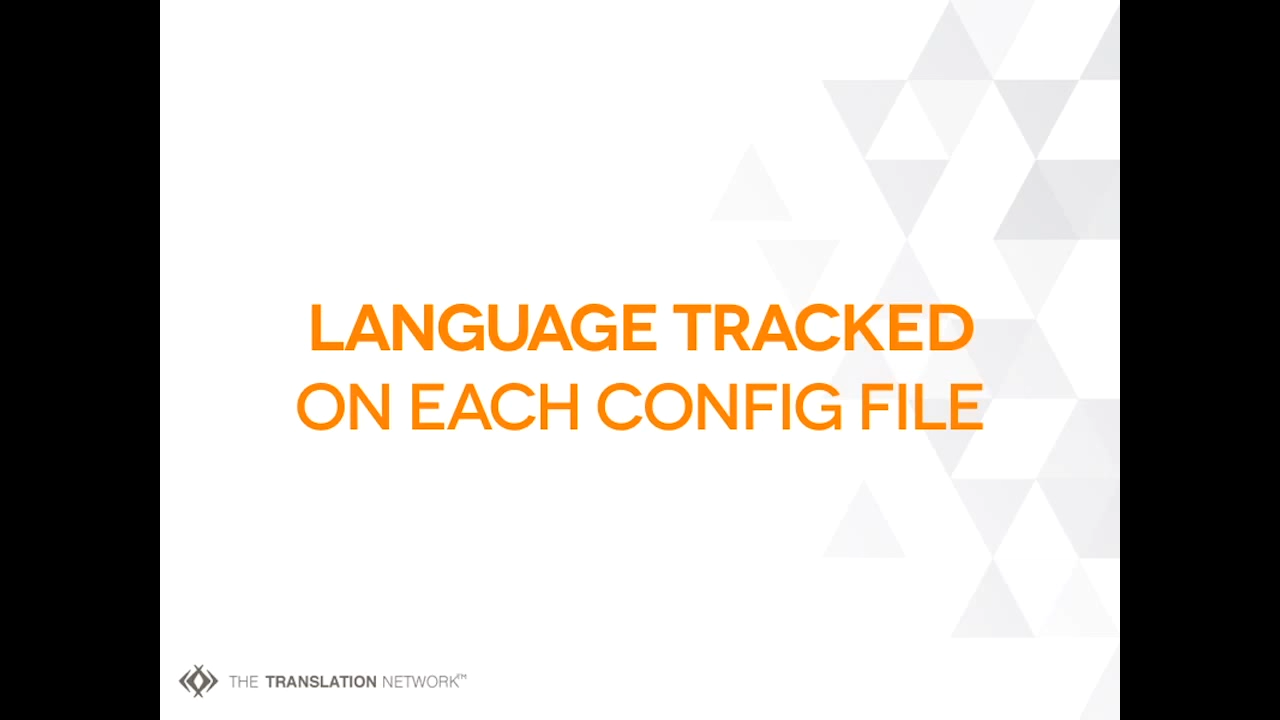 LANGUAGE TRACKED
ON EACH CONFIG FILE
THE TRANSLATION NETWORK™